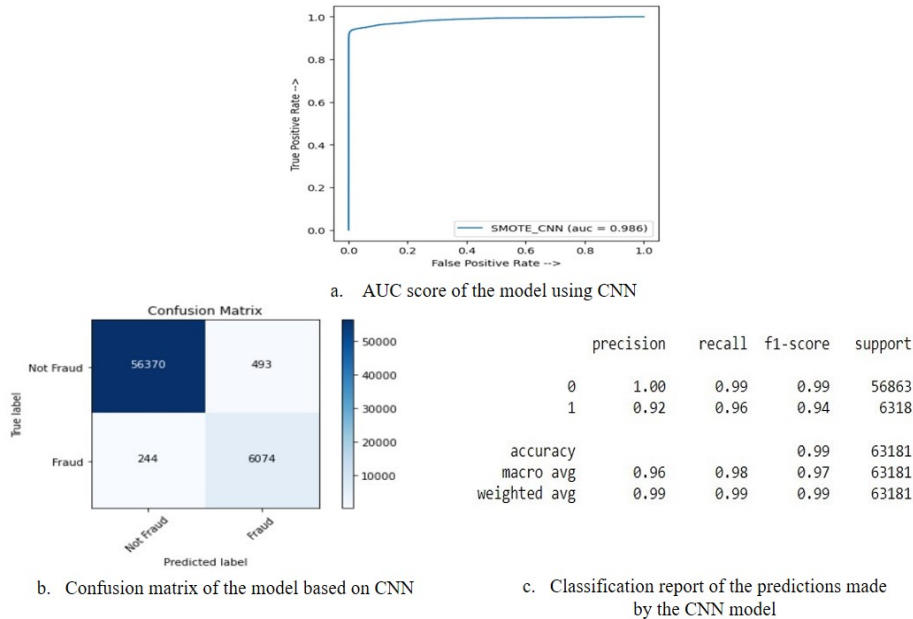 1.0
0.8
0.6
0.4
0.2
0.0
True Positive Rate -->
SMOTE_CNN (auc = 0.986)
0.0 0.2 0.4 0.6 0.8 1.0
False Positive Rate -->
a. AUC score of the model using CNN
Confusion Matrix
True label
Not Fraud 56370 493
Fraud 244 6074
Not Fraud Fraud
Predicted label
50000
40000
30000
20000
10000
b. Confusion matrix of the model based on CNN
precision recall f1-score support
0 1.00 0.99 0.99 56863
1 0.92 0.96 0.94 6318
accuracy 0.99 63181
macro avg 0.96 0.98 0.97 63181
weighted avg 0.99 0.99 0.99 63181
c. Classification report of the predictions made
by the CNN model